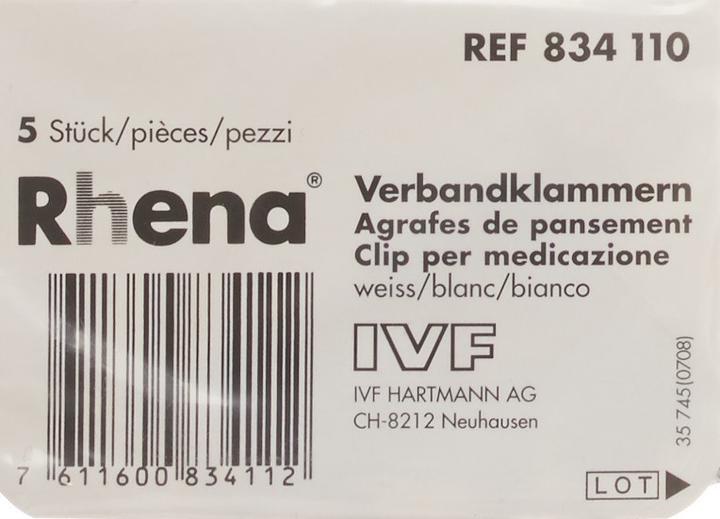 REF 834 110
5 Stück/pièces/pezzi
Rhena®
Verbandklammern
Agrafes de pansement
Clip per medicazione
weiss/blanc/bianco
IVF
IVF HARTMANN AG
CH-8212 Neuhausen
35 745(0708)
7 611600 834112
LOT